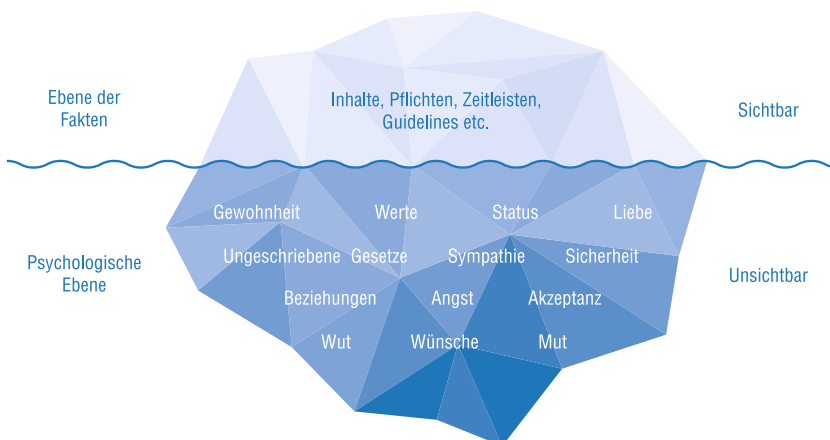 Ebene der
Fakten
Inhalte, Pflichten, Zeitleisten,
Guidelines etc.
Sichtbar
Gewohnheit Werte Status Liebe
Psychologische
Ebene
Ungeschriebene Gesetze Sympathie Sicherheit
Unsichtbar
Beziehungen Angst Akzeptanz
Wut Wünsche Mut